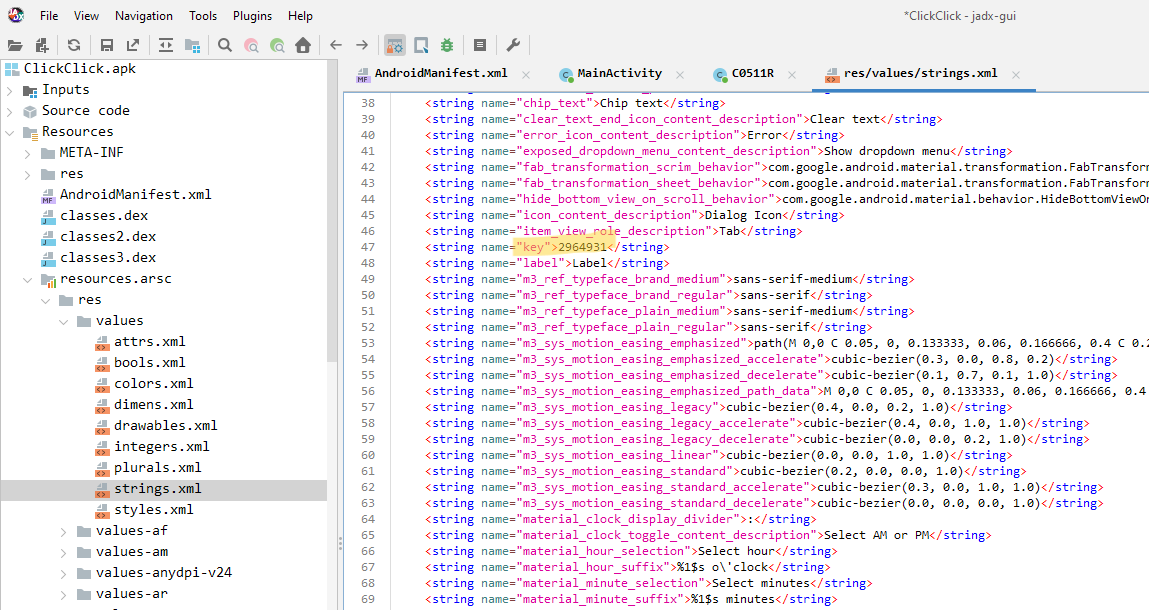 File View Navigation Tools Plugins Help
*ClickClick - jadx-gui
ClickClick.apk
Inputs
Source code
Resources
META-INF
res
AndroidManifest.xml
classes.dex
classes2.dex
classes3.dex
resources.arsc
res
values
attrs.xml
bools.xml
colors.xml
dimens.xml
drawables.xml
integers.xml
plurals.xml
strings.xml
styles.xml
values-af
values-am
values-anydpi-v24
values-ar
AndroidManifest.xml MainActivity C0511R res/values/strings.xml
38 <string name="chip_text">Chip text</string>
39 <string name="clear_text_end_icon_content_description">Clear text</string>
40 <string name="error_icon_content_description">Error</string>
41 <string name="exposed_dropdown_menu_content_description">Show dropdown menu</string>
42 <string name="fab_transformation_scrim_behavior">com.google.android.material.transformation.FabTransform
43 <string name="fab_transformation_sheet_behavior">com.google.android.material.transformation.FabTransform
44 <string name="hide_bottom_view_on_scroll_behavior">com.google.android.material.behavior.HideBottomViewOn
45 <string name="icon_content_description">Dialog Icon</string>
46 <string name="item_view_role_description">Tab</string>
47 <string name="key">2964931</string>
48 <string name="label">Label</string>
49 <string name="m3_ref_typeface_brand_medium">sans-serif-medium</string>
50 <string name="m3_ref_typeface_brand_regular">sans-serif</string>
51 <string name="m3_ref_typeface_plain_medium">sans-serif-medium</string>
52 <string name="m3_ref_typeface_plain_regular">sans-serif</string>
53 <string name="m3_sys_motion_easing_emphasized">path(M 0,0 C 0.05, 0, 0.133333, 0.06, 0.166666, 0.4 C 0.2
54 <string name="m3_sys_motion_easing_emphasized_accelerate">cubic-bezier(0.3, 0.0, 0.8, 0.2)</string>
55 <string name="m3_sys_motion_easing_emphasized_decelerate">cubic-bezier(0.1, 0.7, 0.1, 1.0)</string>
56 <string name="m3_sys_motion_easing_emphasized_path_data">M 0,0 C 0.05, 0, 0.133333, 0.06, 0.166666, 0.4
57 <string name="m3_sys_motion_easing_legacy">cubic-bezier(0.4, 0.0, 0.2, 1.0)</string>
58 <string name="m3_sys_motion_easing_legacy_accelerate">cubic-bezier(0.4, 0.0, 1.0, 1.0)</string>
59 <string name="m3_sys_motion_easing_legacy_decelerate">cubic-bezier(0.0, 0.0, 0.2, 1.0)</string>
60 <string name="m3_sys_motion_easing_linear">cubic-bezier(0.0, 0.0, 1.0, 1.0)</string>
61 <string name="m3_sys_motion_easing_standard">cubic-bezier(0.2, 0.0, 0.0, 1.0)</string>
62 <string name="m3_sys_motion_easing_standard_accelerate">cubic-bezier(0.3, 0.0, 1.0, 1.0)</string>
63 <string name="m3_sys_motion_easing_standard_decelerate">cubic-bezier(0.0, 0.0, 0.0, 1.0)</string>
64 <string name="material_clock_display_divider">:</string>
65 <string name="material_clock_toggle_content_description">Select AM or PM</string>
66 <string name="material_hour_selection">Select hour</string>
67 <string name="material_hour_suffix">%1$s o\'clock</string>
68 <string name="material_minute_selection">Select minutes</string>
69 <string name="material_minute_suffix">%1$s minutes</string>